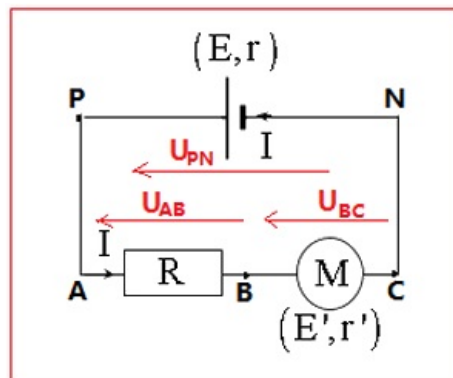 (E,r)
P N
I
U_PN
U_AB U_BC
I
R M
A B C
(E',r')